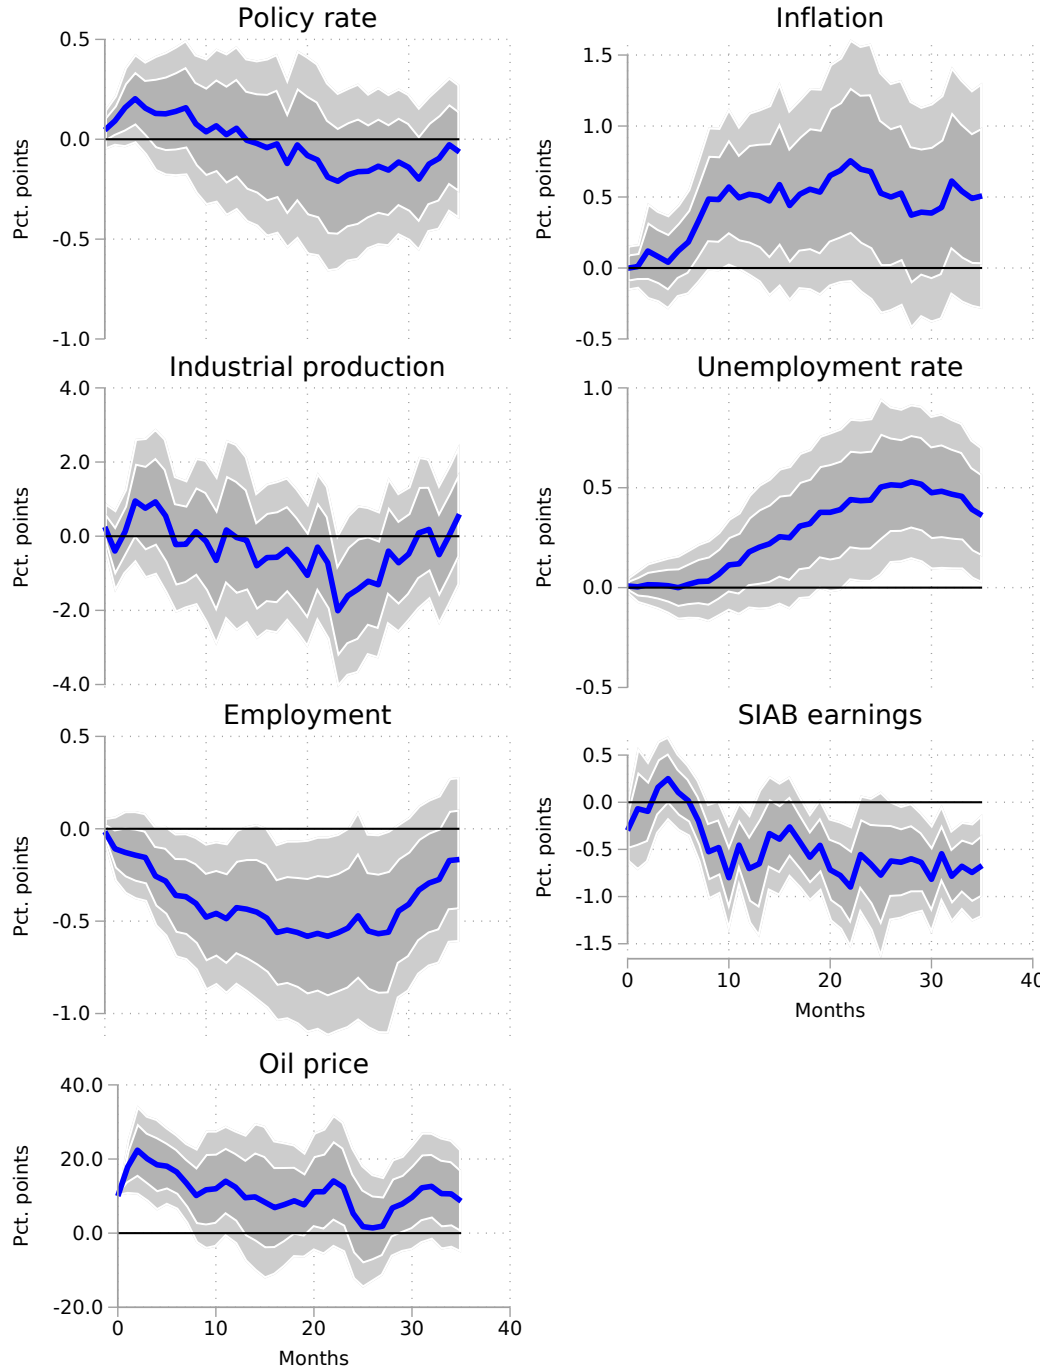 Policy rate
Pct. points
0.5
0.0
-0.5
-1.0
Inflation
Pct. points
1.5
1.0
0.5
0.0
-0.5
Industrial production
Pct. points
4.0
2.0
0.0
-2.0
-4.0
Unemployment rate
Pct. points
1.0
0.5
0.0
-0.5
Employment
Pct. points
0.5
0.0
-0.5
-1.0
SIAB earnings
Pct. points
0.5
0.0
-0.5
-1.0
-1.5
0 10 20 30 40
Months
Oil price
Pct. points
40.0
20.0
0.0
-20.0
0 10 20 30 40
Months